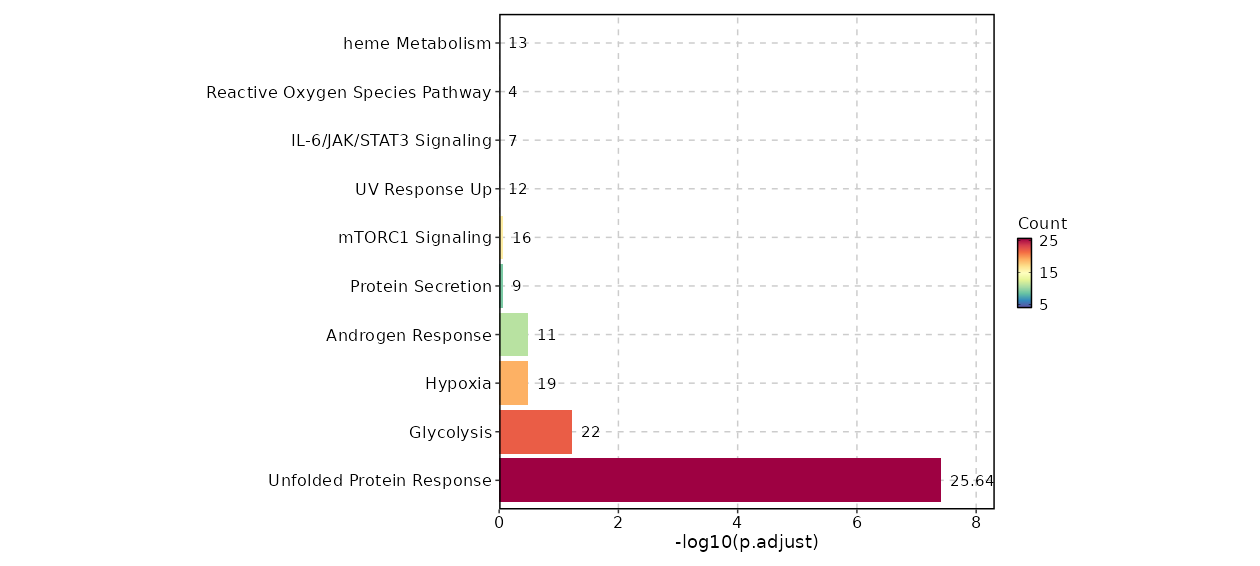 heme Metabolism 13
Reactive Oxygen Species Pathway 4
IL-6/JAK/STAT3 Signaling 7
UV Response Up 12
mTORC1 Signaling 16
Protein Secretion 9
Androgen Response 11
Hypoxia 19
Glycolysis 22
Unfolded Protein Response 25.64
0 2 4 6 8
-log10(p.adjust)
Count
25
15
5